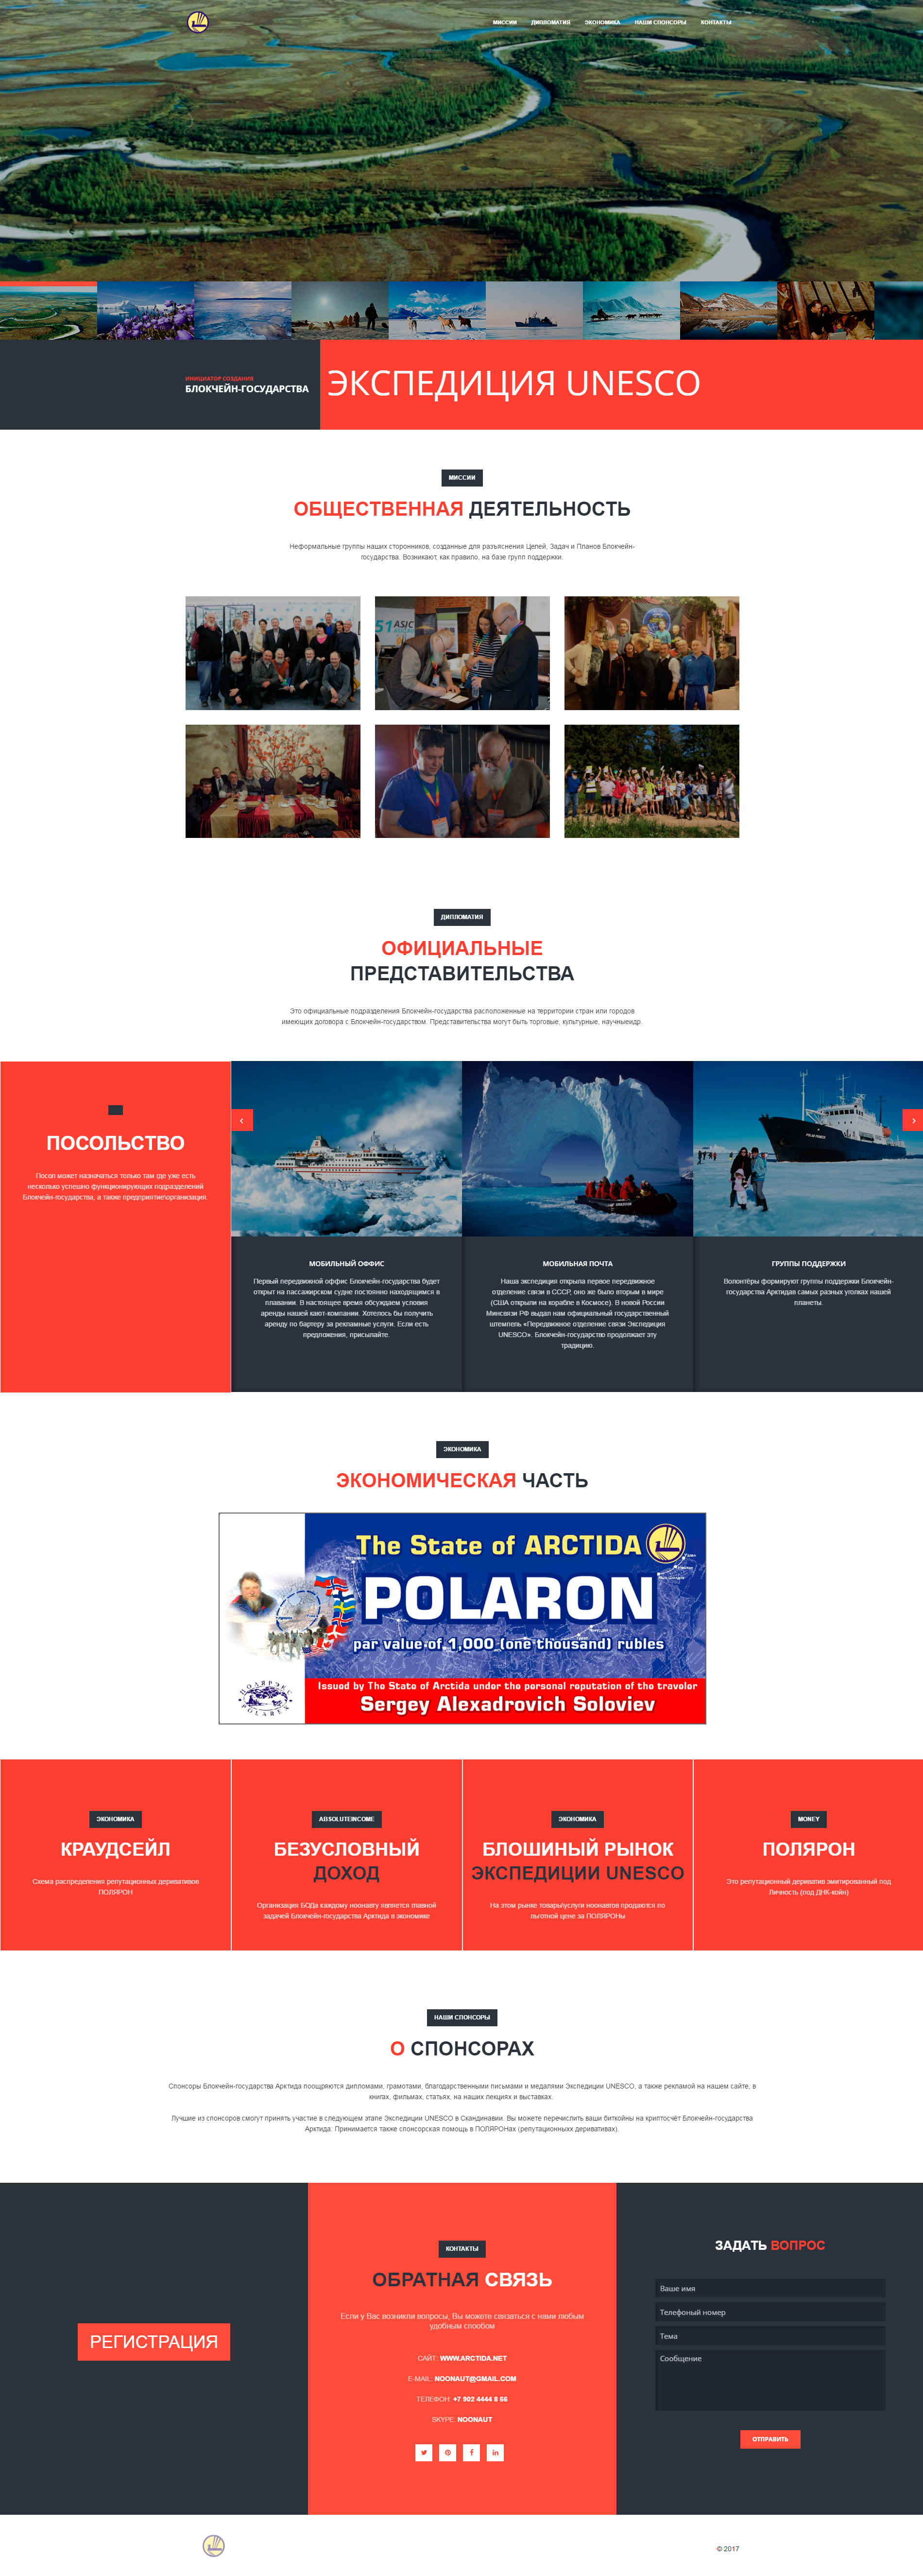 МИССИИ ДИПЛОМАТИЯ ЭКОНОМИКА НАШИ СПОНСОРЫ КОНТАКТЫ
ИНИЦИАТОР СОЗДАНИЯ
БЛОКЧЕЙН-ГОСУДАРСТВА
ЭКСПЕДИЦИЯ UNESCO
МИССИИ
ОБЩЕСТВЕННАЯ ДЕЯТЕЛЬНОСТЬ
Неформальные группы наших сторонников, созданные для разъяснения Целей, Задач и Планов Блокчейн-
государства. Возникают, как правило, на базе групп поддержки.
51 ASIC
ДИПЛОМАТИЯ
ОФИЦИАЛЬНЫЕ
ПРЕДСТАВИТЕЛЬСТВА
Это официальные подразделения Блокчейн-государства расположенные на территории стран или городов
имеющих договора с Блокчейн-государством. Представительства могут быть торговые, культурные, научныеидр.
ПОСОЛЬСТВО
Посол может назначаться только там где уже есть
несколько успешно функционирующих подразделений
Блокчейн-государства, а также предприятие\организация.
МОБИЛЬНЫЙ ОФФИС
Первый передвижной оффис Блокчейн-государства будет
открыт на пассажирском судне постоянно находящимся в
плавании. В настоящее время обсуждаем условия
аренды нашей кают-компании. Хотелось бы получить
аренду по бартеру за рекламные услуги. Если есть
предложения, присылайте.
МОБИЛЬНАЯ ПОЧТА
Наша экспедиция открыла первое передвижное
отделение связи в СССР, оно же было вторым в мире
(США открыли на корабле в Космосе). В новой России
Минсвязи РФ выдал нам официальный государственный
штемпель «Передвижное отделение связи Экспедиция
UNESCO». Блокчейн-государство продолжает эту
традицию.
ГРУППЫ ПОДДЕРЖКИ
Волонтёры формируют группы поддержки Блокчейн-
государства Арктидав самых разных уголках нашей
планеты.
ЭКОНОМИКА
ЭКОНОМИЧЕСКАЯ ЧАСТЬ
The State of ARCTIDA
POLARON
par value of 1,000 (one thousand) rubles
ПОЛЯРЭКС
POLAREX
Issued by The State of Arctida under the personal reputation of the traveler
Sergey Alexadrovich Soloviev
ЭКОНОМИКА
КРАУДСЕЙЛ
Схема распределения репутационных деривативов
ПОЛЯРОН
ABSOLUTEINCOME
БЕЗУСЛОВНЫЙ
ДОХОД
Организация БОДа каждому ноонавту является главной
задачей Блокчейн-государства Арктида в экономике
ЭКОНОМИКА
БЛОШИНЫЙ РЫНОК
ЭКСПЕДИЦИИ UNESCO
На этом рынке товары\услуги ноонавтов продаются по
льготной цене за ПОЛЯРОНы
MONEY
ПОЛЯРОН
Это репутационный дериватив эмитированный под
Личность (под ДНК-койн)
НАШИ СПОНСОРЫ
О СПОНСОРАХ
Спонсоры Блокчейн-государства Арктида поощряются дипломами, грамотами, благодарственными письмами и медалями Экспедиции UNESCO, а также рекламой на нашем сайте, в
книгах, фильмах, статьях, на наших лекциях и выставках.
Лучшие из спонсоров смогут принять участие в следующем этапе Экспедиции UNESCO в Скандинавии. Вы можете перечислить ваши биткойны на криптосчёт Блокчейн-государства
Арктида: Принимается также спонсорская помощь в ПОЛЯРОНах (репутационных деривативах).
РЕГИСТРАЦИЯ
КОНТАКТЫ
ОБРАТНАЯ СВЯЗЬ
Если у Вас возникли вопросы, Вы можете связаться с нами любым
удобным спообом
САЙТ: WWW.ARCTIDA.NET
E-MAIL: NOONAUT@GMAIL.COM
ТЕЛЕФОН: +7 902 4444 8 66
SKYPE: NOONAUT
ЗАДАТЬ ВОПРОС
Ваше имя
Телефоный номер
Тема
Сообщение
ОТПРАВИТЬ
© 2017